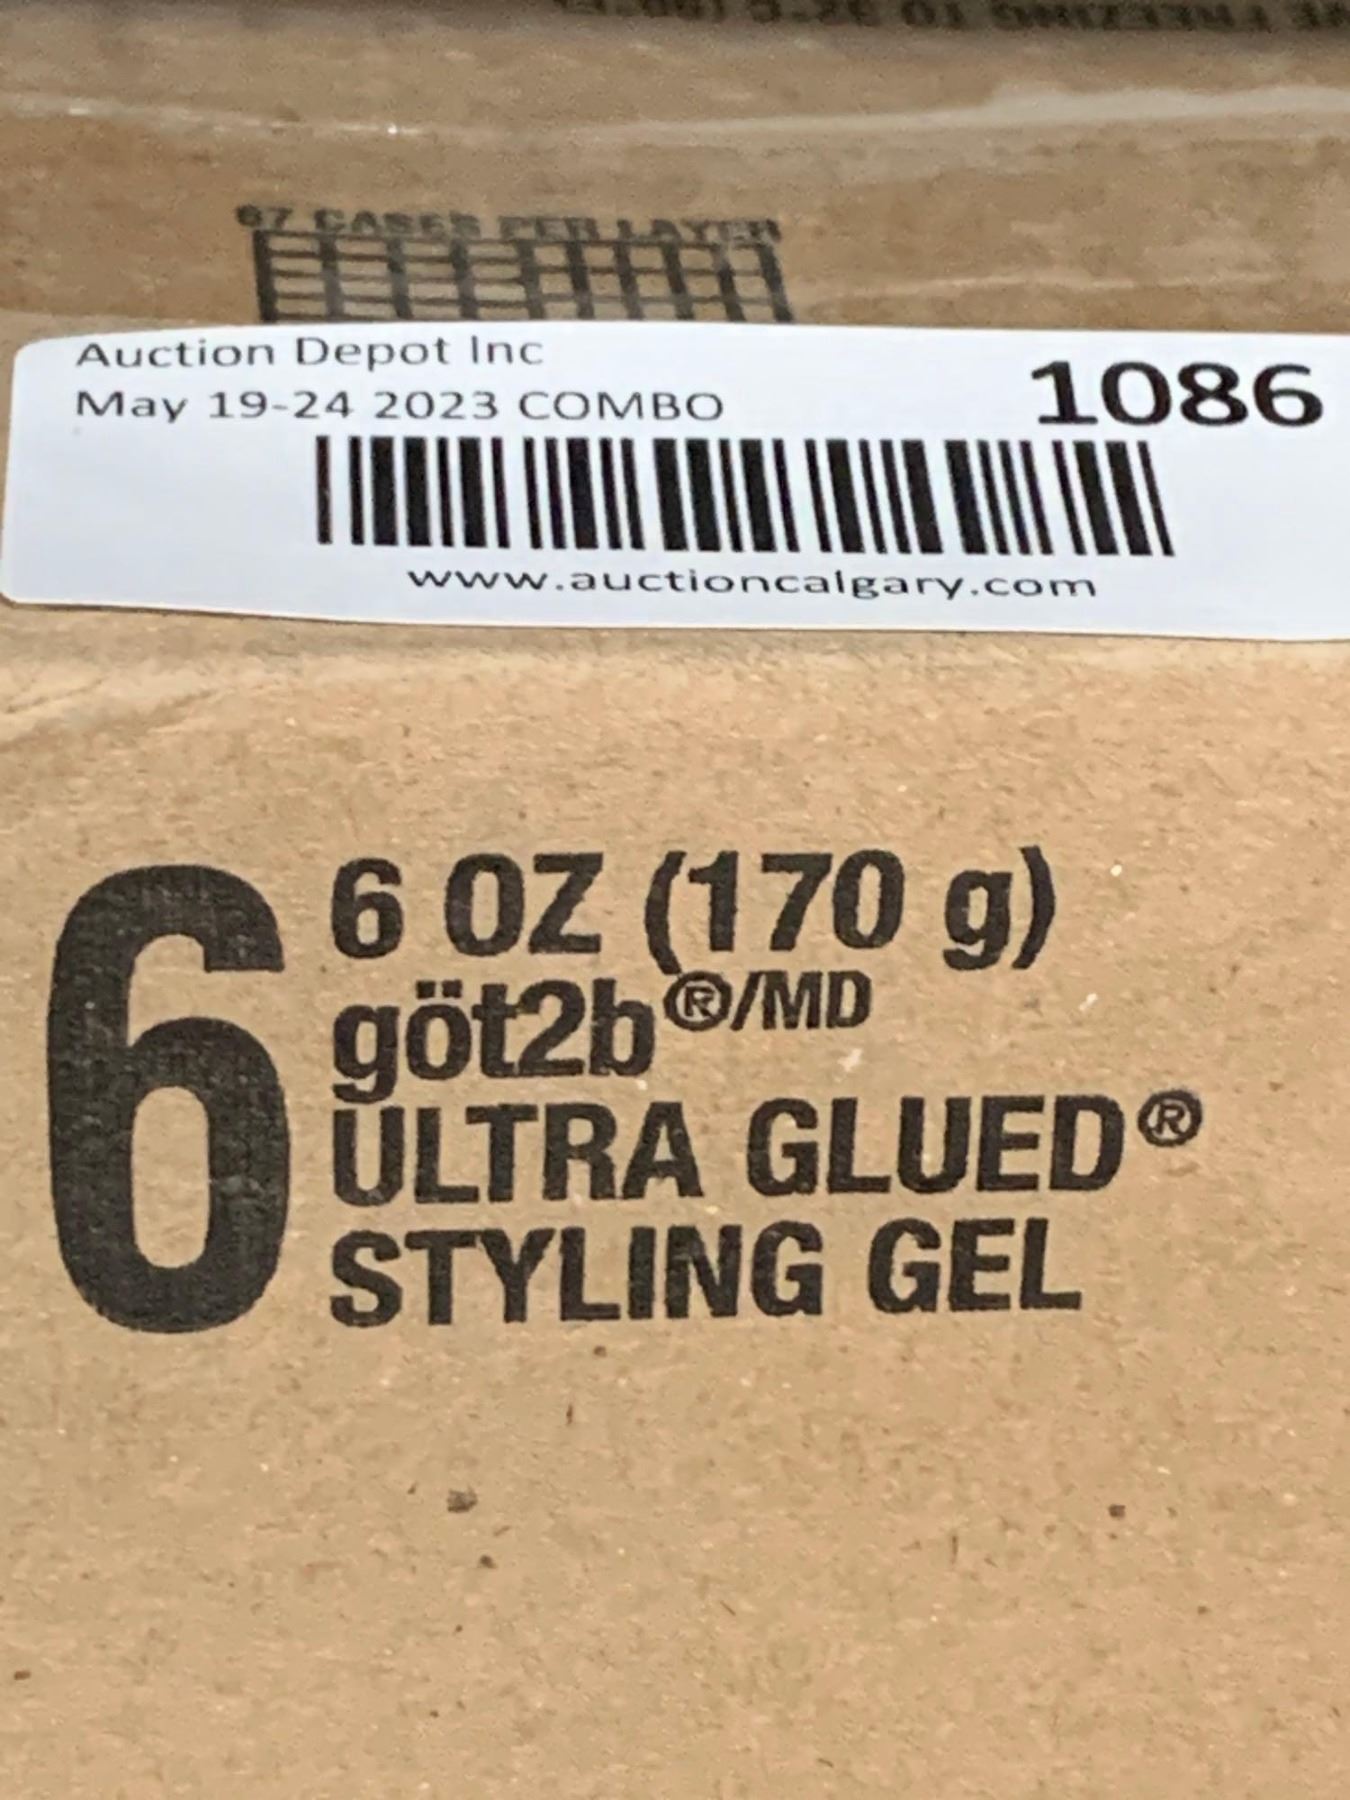 67 CASES PER LAYER
Auction Depot Inc
May 19-24 2023 COMBO
1086
www.auctioncalgary.com
6
6 OZ (170 g)
göt2b®/MD
ULTRA GLUED®
STYLING GEL